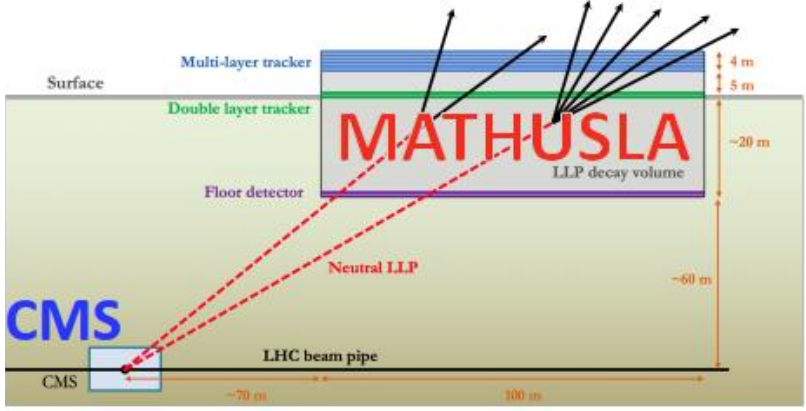 Multi-layer tracker
4 m
5 m
Surface
Double layer tracker
MATHUSLA
~20 m
LLP decay volume
Floor detector
Neutral LLP
~60 m
CMS
LHC beam pipe
CMS
~70 m
100 m